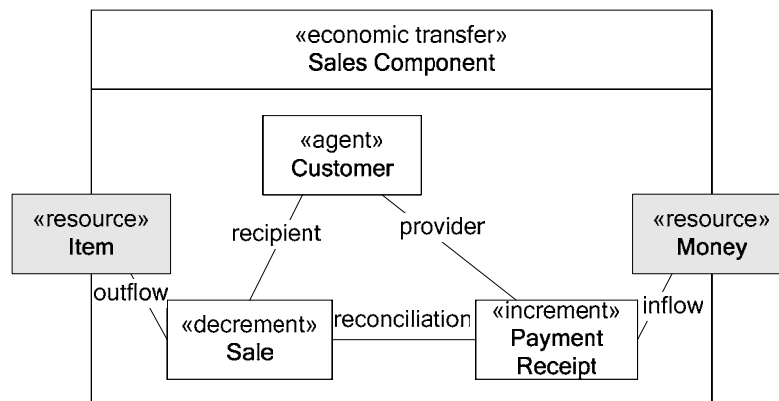 «economic transfer»
Sales Component
«agent»
Customer
«resource»
Item
recipient
provider
«resource»
Money
outflow
inflow
«decrement»
Sale
reconciliation
«increment»
Payment
Receipt